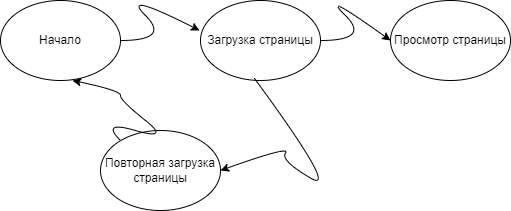 Начало
Загрузка страницы
Просмотр страницы
Повторная загрузка
страницы